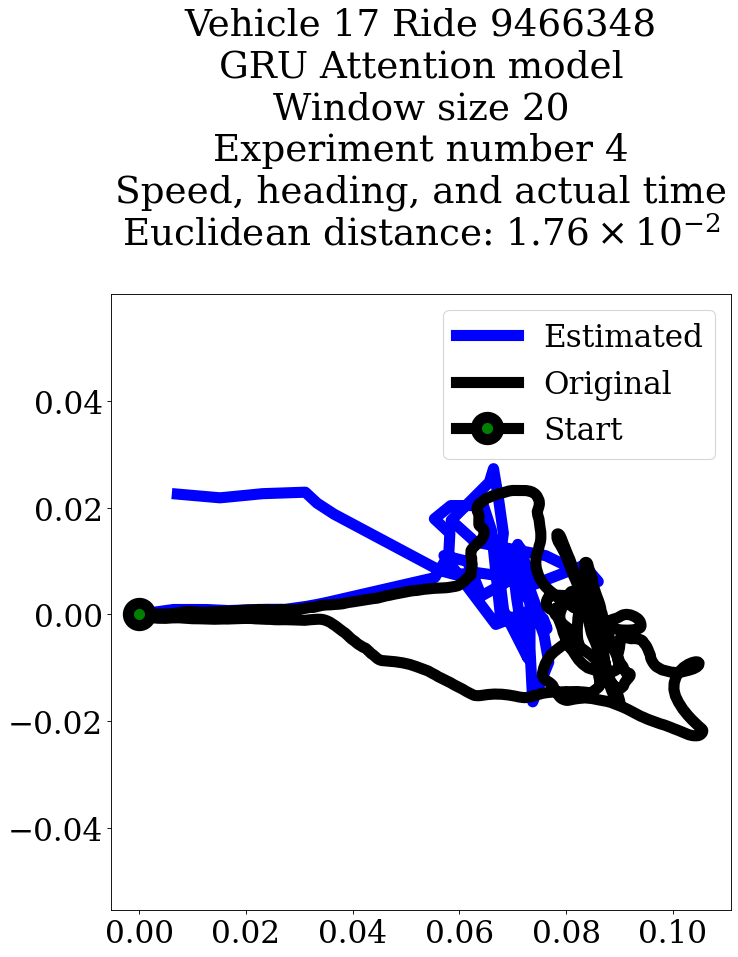 Vehicle 17 Ride 9466348
GRU Attention model
Window size 20
Experiment number 4
Speed, heading, and actual time
Euclidean distance: 1.76 × 10⁻²
Estimated
Original
Start
0.04
0.02
0.00
−0.02
−0.04
0.00 0.02 0.04 0.06 0.08 0.10